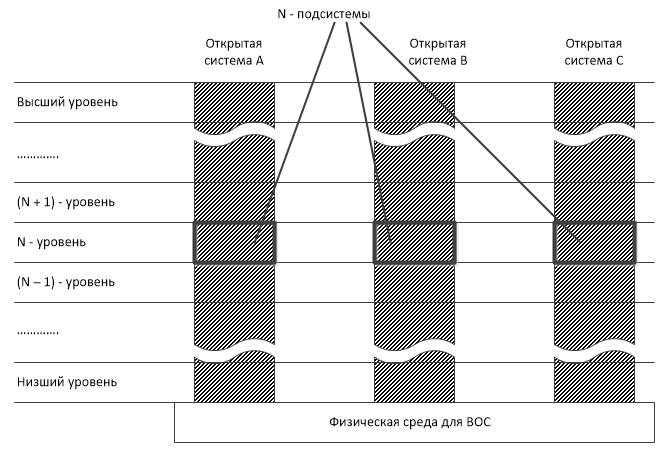 N - подсистемы
Открытая
система A
Открытая
система B
Открытая
система C
Высший уровень
.............
(N + 1) - уровень
N - уровень
(N – 1) - уровень
.............
Низший уровень
Физическая среда для ВОС